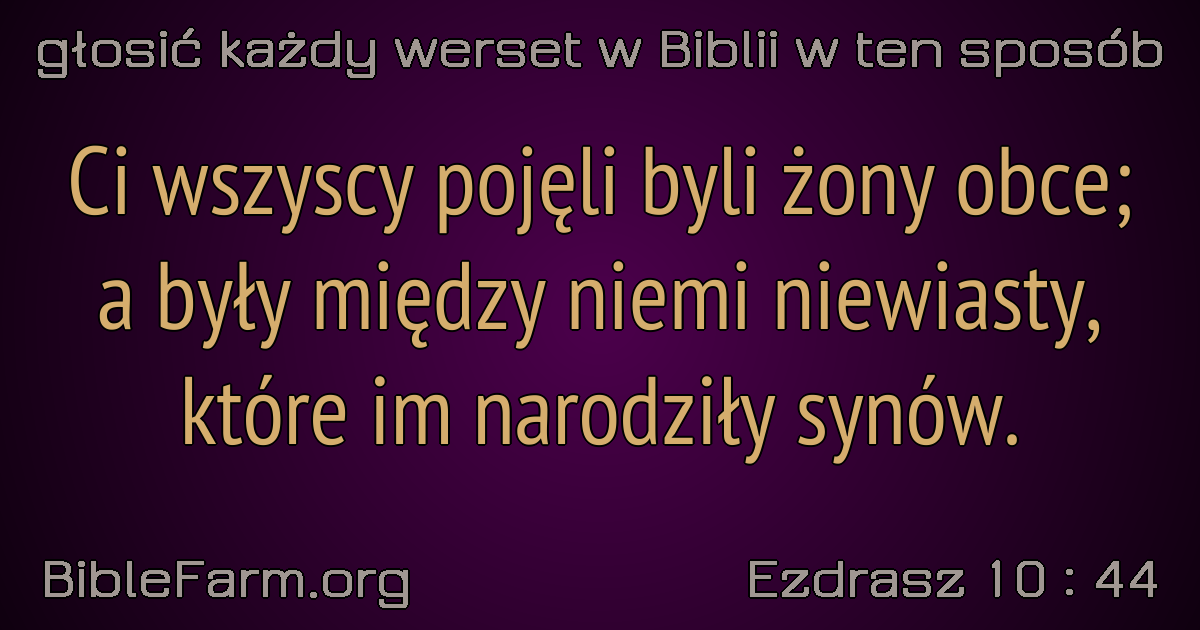 głosić każdy werset w Biblii w ten sposób
Ci wszyscy pojęli byli żony obce;
a były między niemi niewiasty,
które im narodziły synów.
BibleFarm.org
Ezdrasz 10 : 44